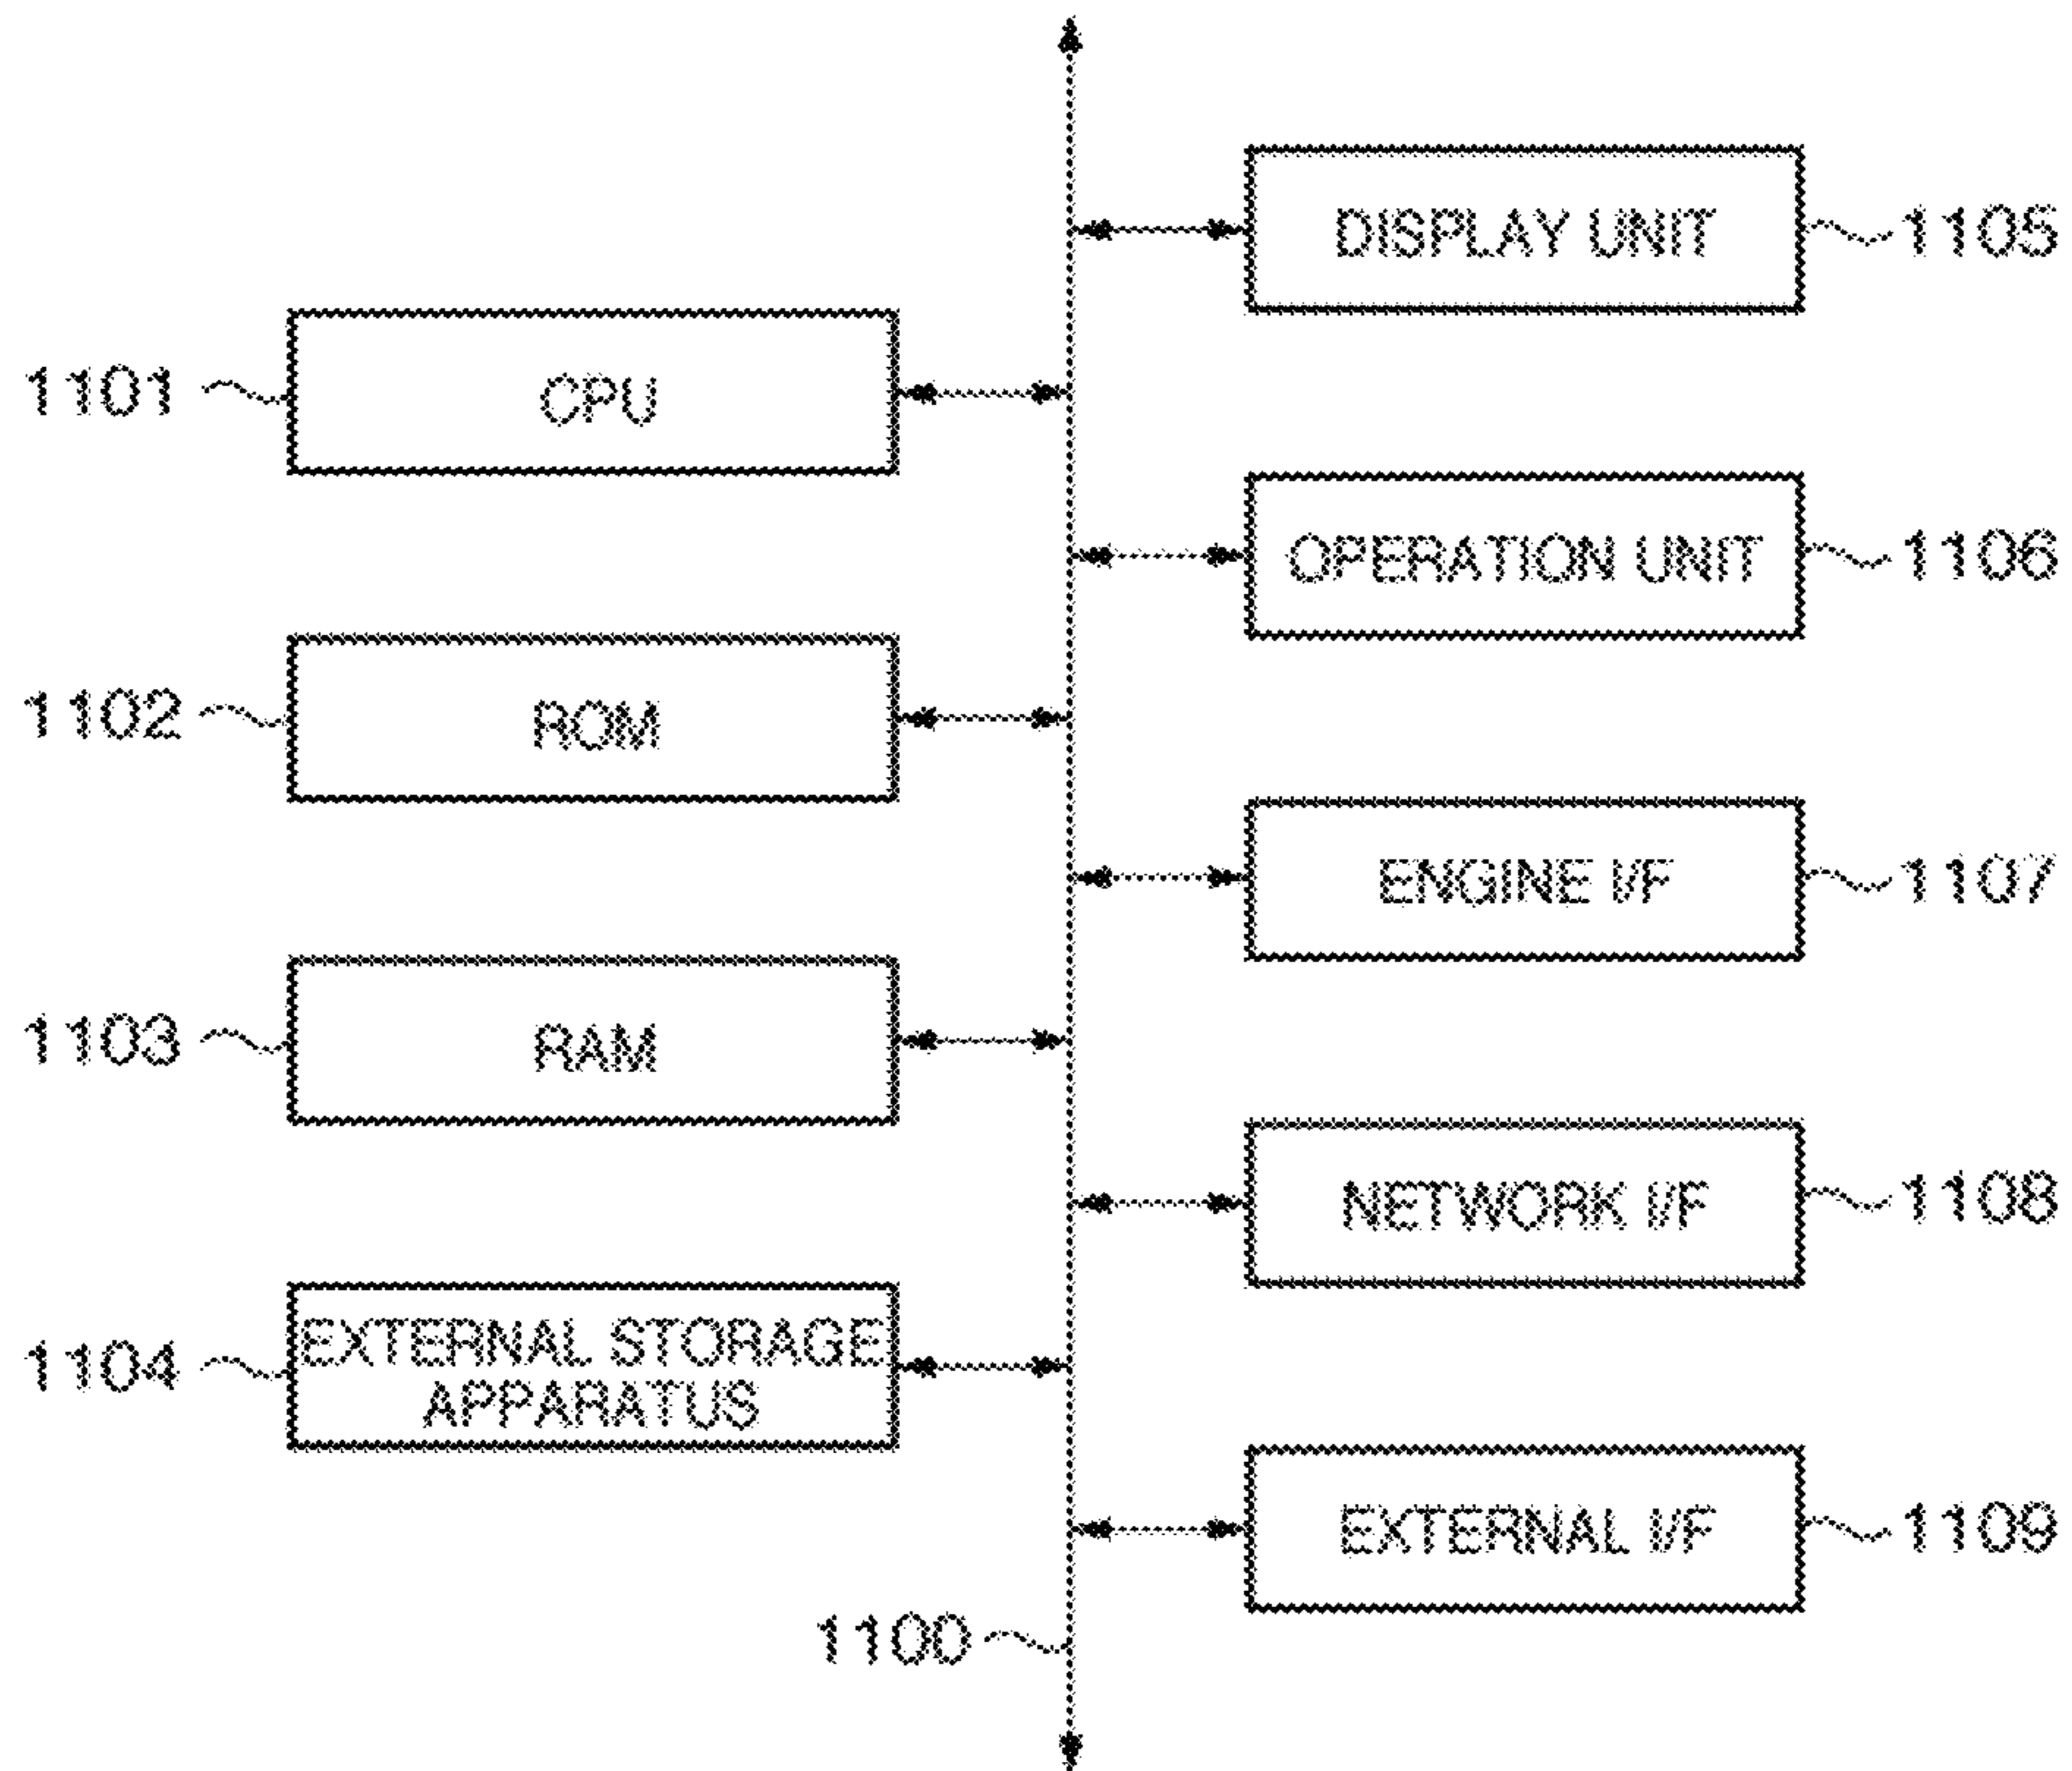 DISPLAY UNIT 1105
1101 CPU
OPERATION UNIT 1106
1102 ROM
ENGINE I/F 1107
1103 RAM
NETWORK I/F 1108
1104 EXTERNAL STORAGE
APPARATUS
EXTERNAL I/F 1109
1100